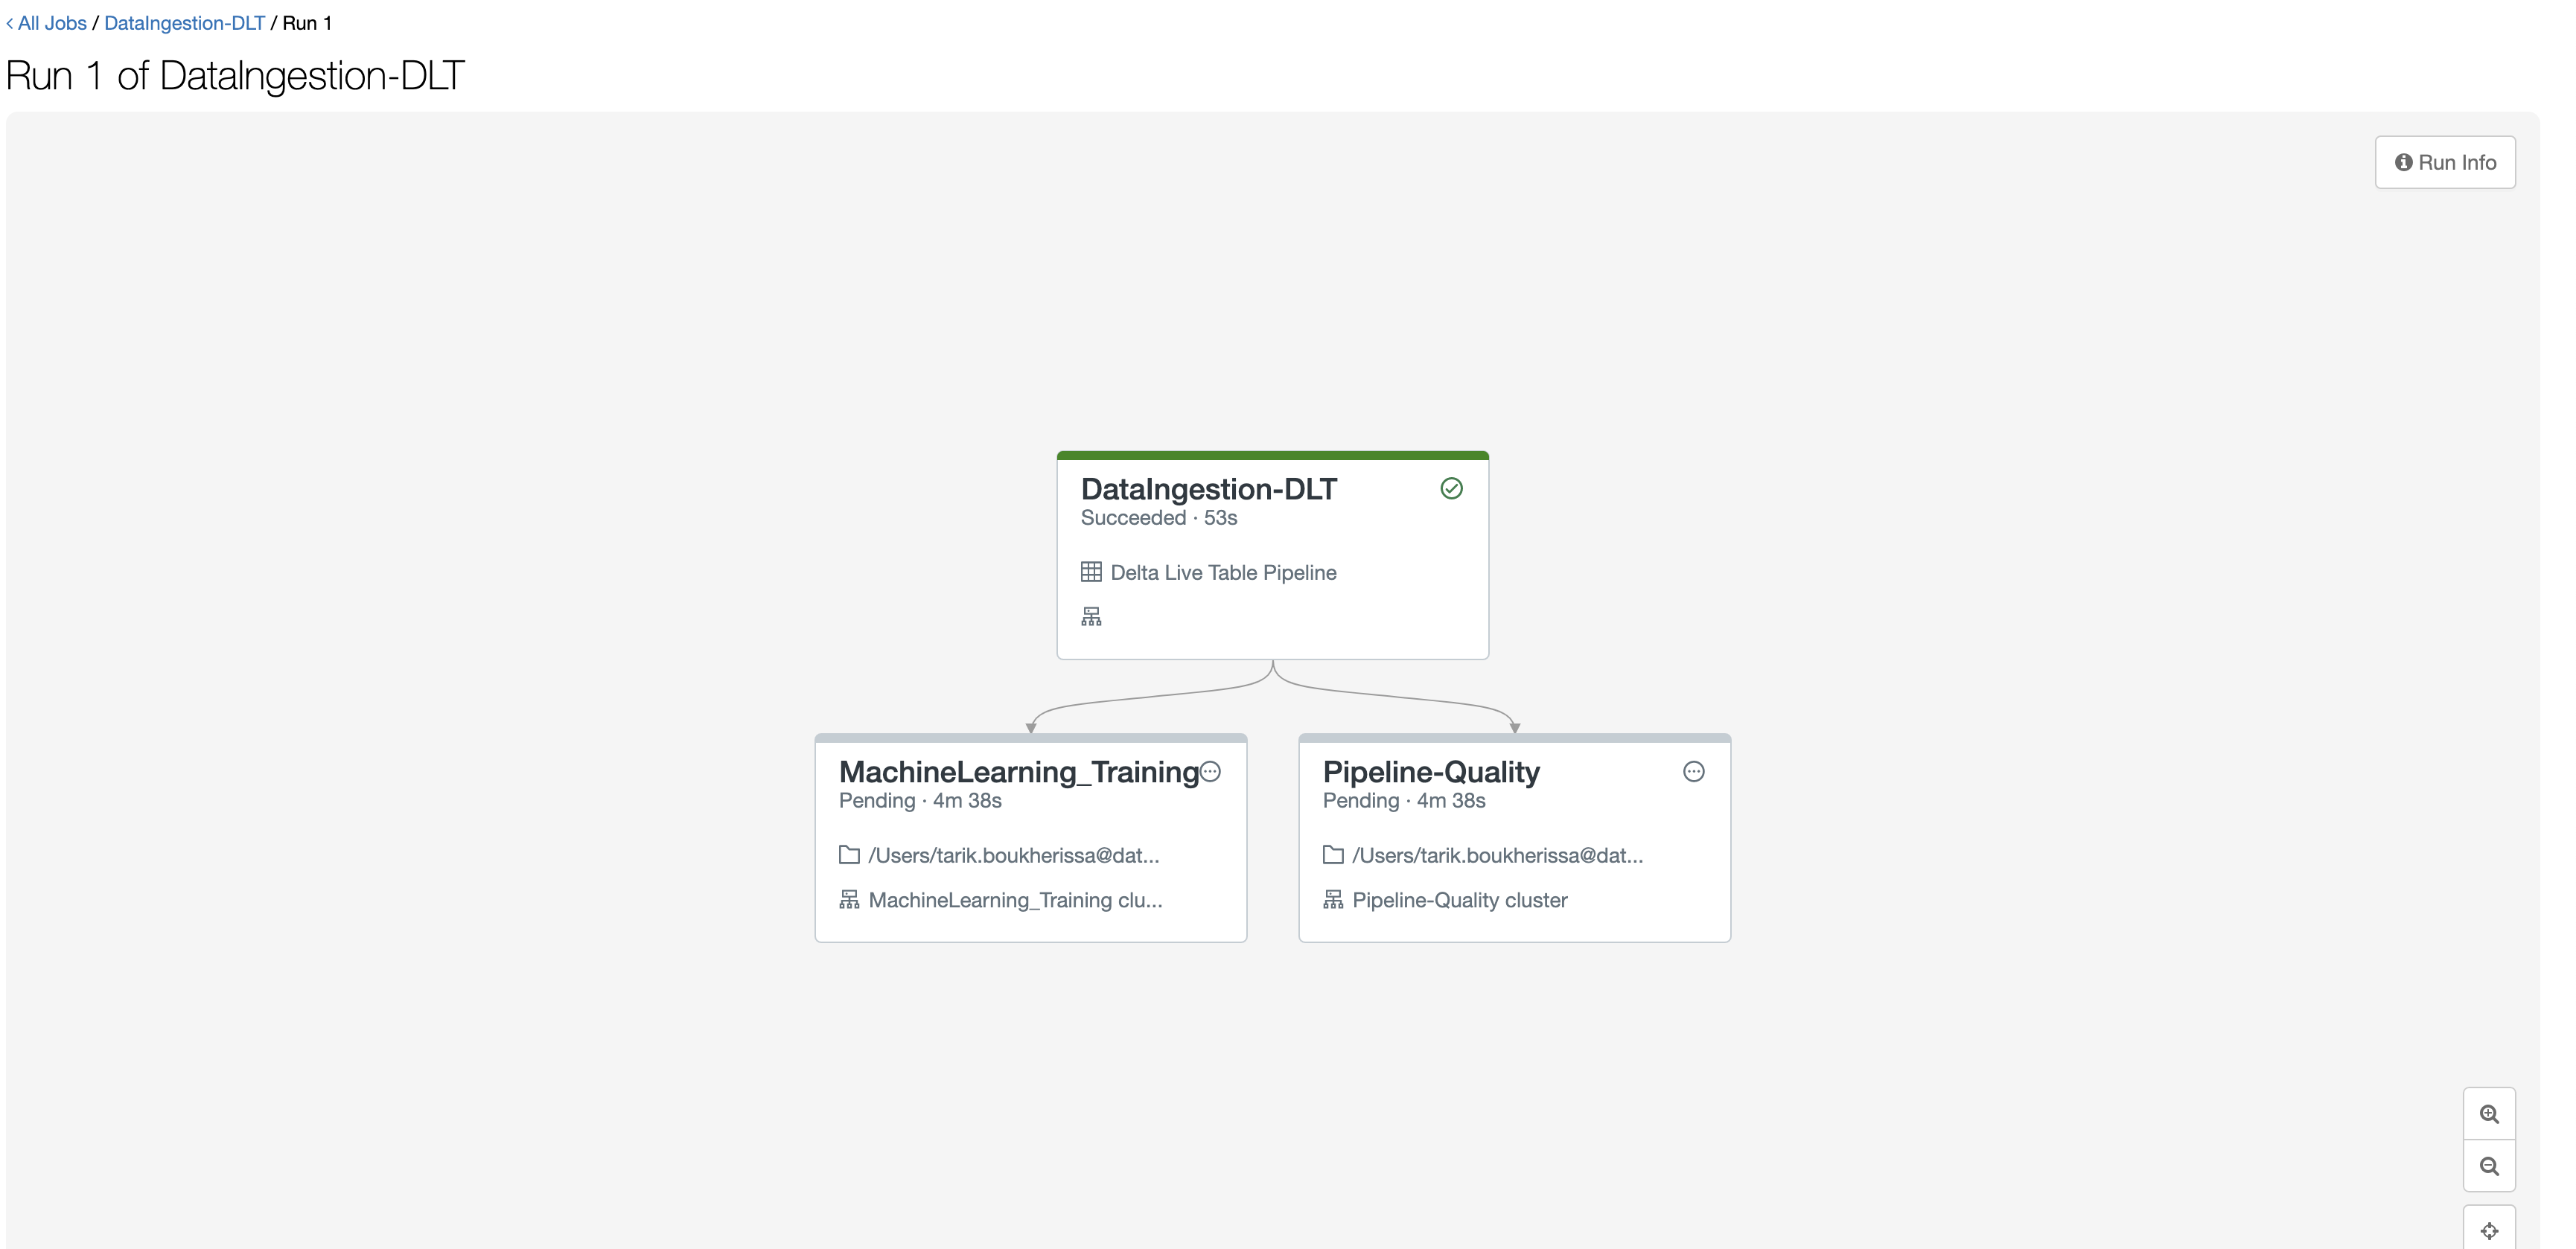 ‹ All Jobs / DataIngestion-DLT / Run 1
Run 1 of DataIngestion-DLT
Run Info
DataIngestion-DLT
Succeeded · 53s
Delta Live Table Pipeline
MachineLearning_Training
Pending · 4m 38s
/Users/tarik.boukherissa@dat...
MachineLearning_Training clu...
Pipeline-Quality
Pending · 4m 38s
/Users/tarik.boukherissa@dat...
Pipeline-Quality cluster